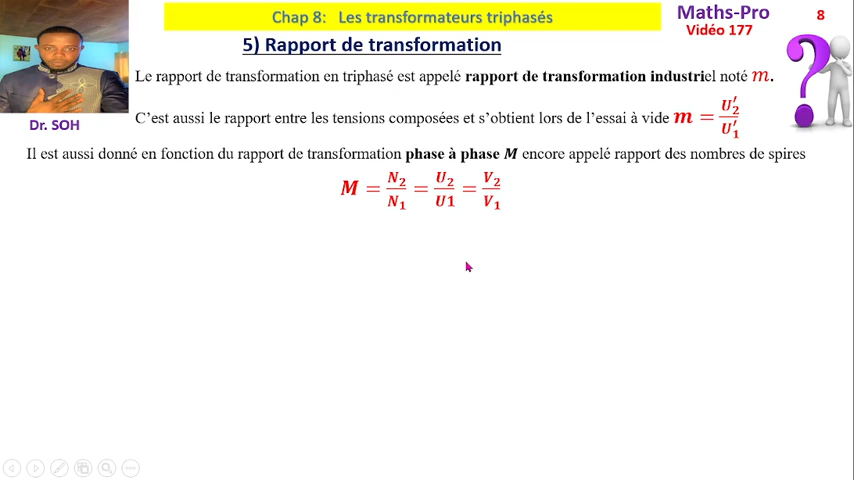 Chap 8: Les transformateurs triphasés
Maths-Pro
8
Vidéo 177
5) Rapport de transformation
Le rapport de transformation en triphasé est appelé rapport de transformation industriel noté m.
C'est aussi le rapport entre les tensions composées et s'obtient lors de l'essai à vide m = U₂′/U₁′
Dr. SOH
Il est aussi donné en fonction du rapport de transformation phase à phase M encore appelé rapport des nombres de spires
M = N₂/N₁ = U₂/U1 = V₂/V₁